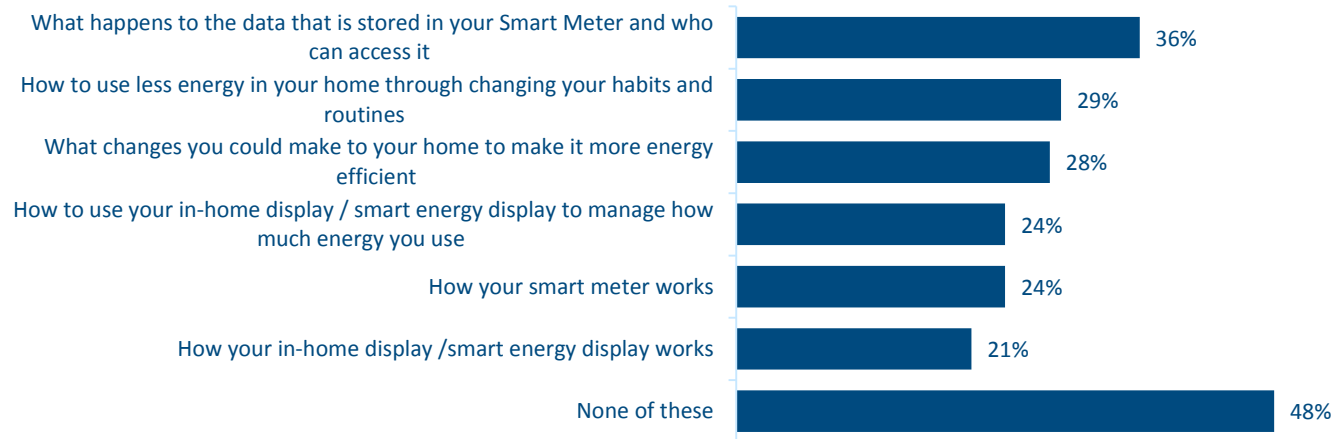 What happens to the data that is stored in your Smart Meter and who
can access it
36%
How to use less energy in your home through changing your habits and
routines
29%
What changes you could make to your home to make it more energy
efficient
28%
How to use your in-home display / smart energy display to manage how
much energy you use
24%
How your smart meter works
24%
How your in-home display /smart energy display works
21%
None of these
48%